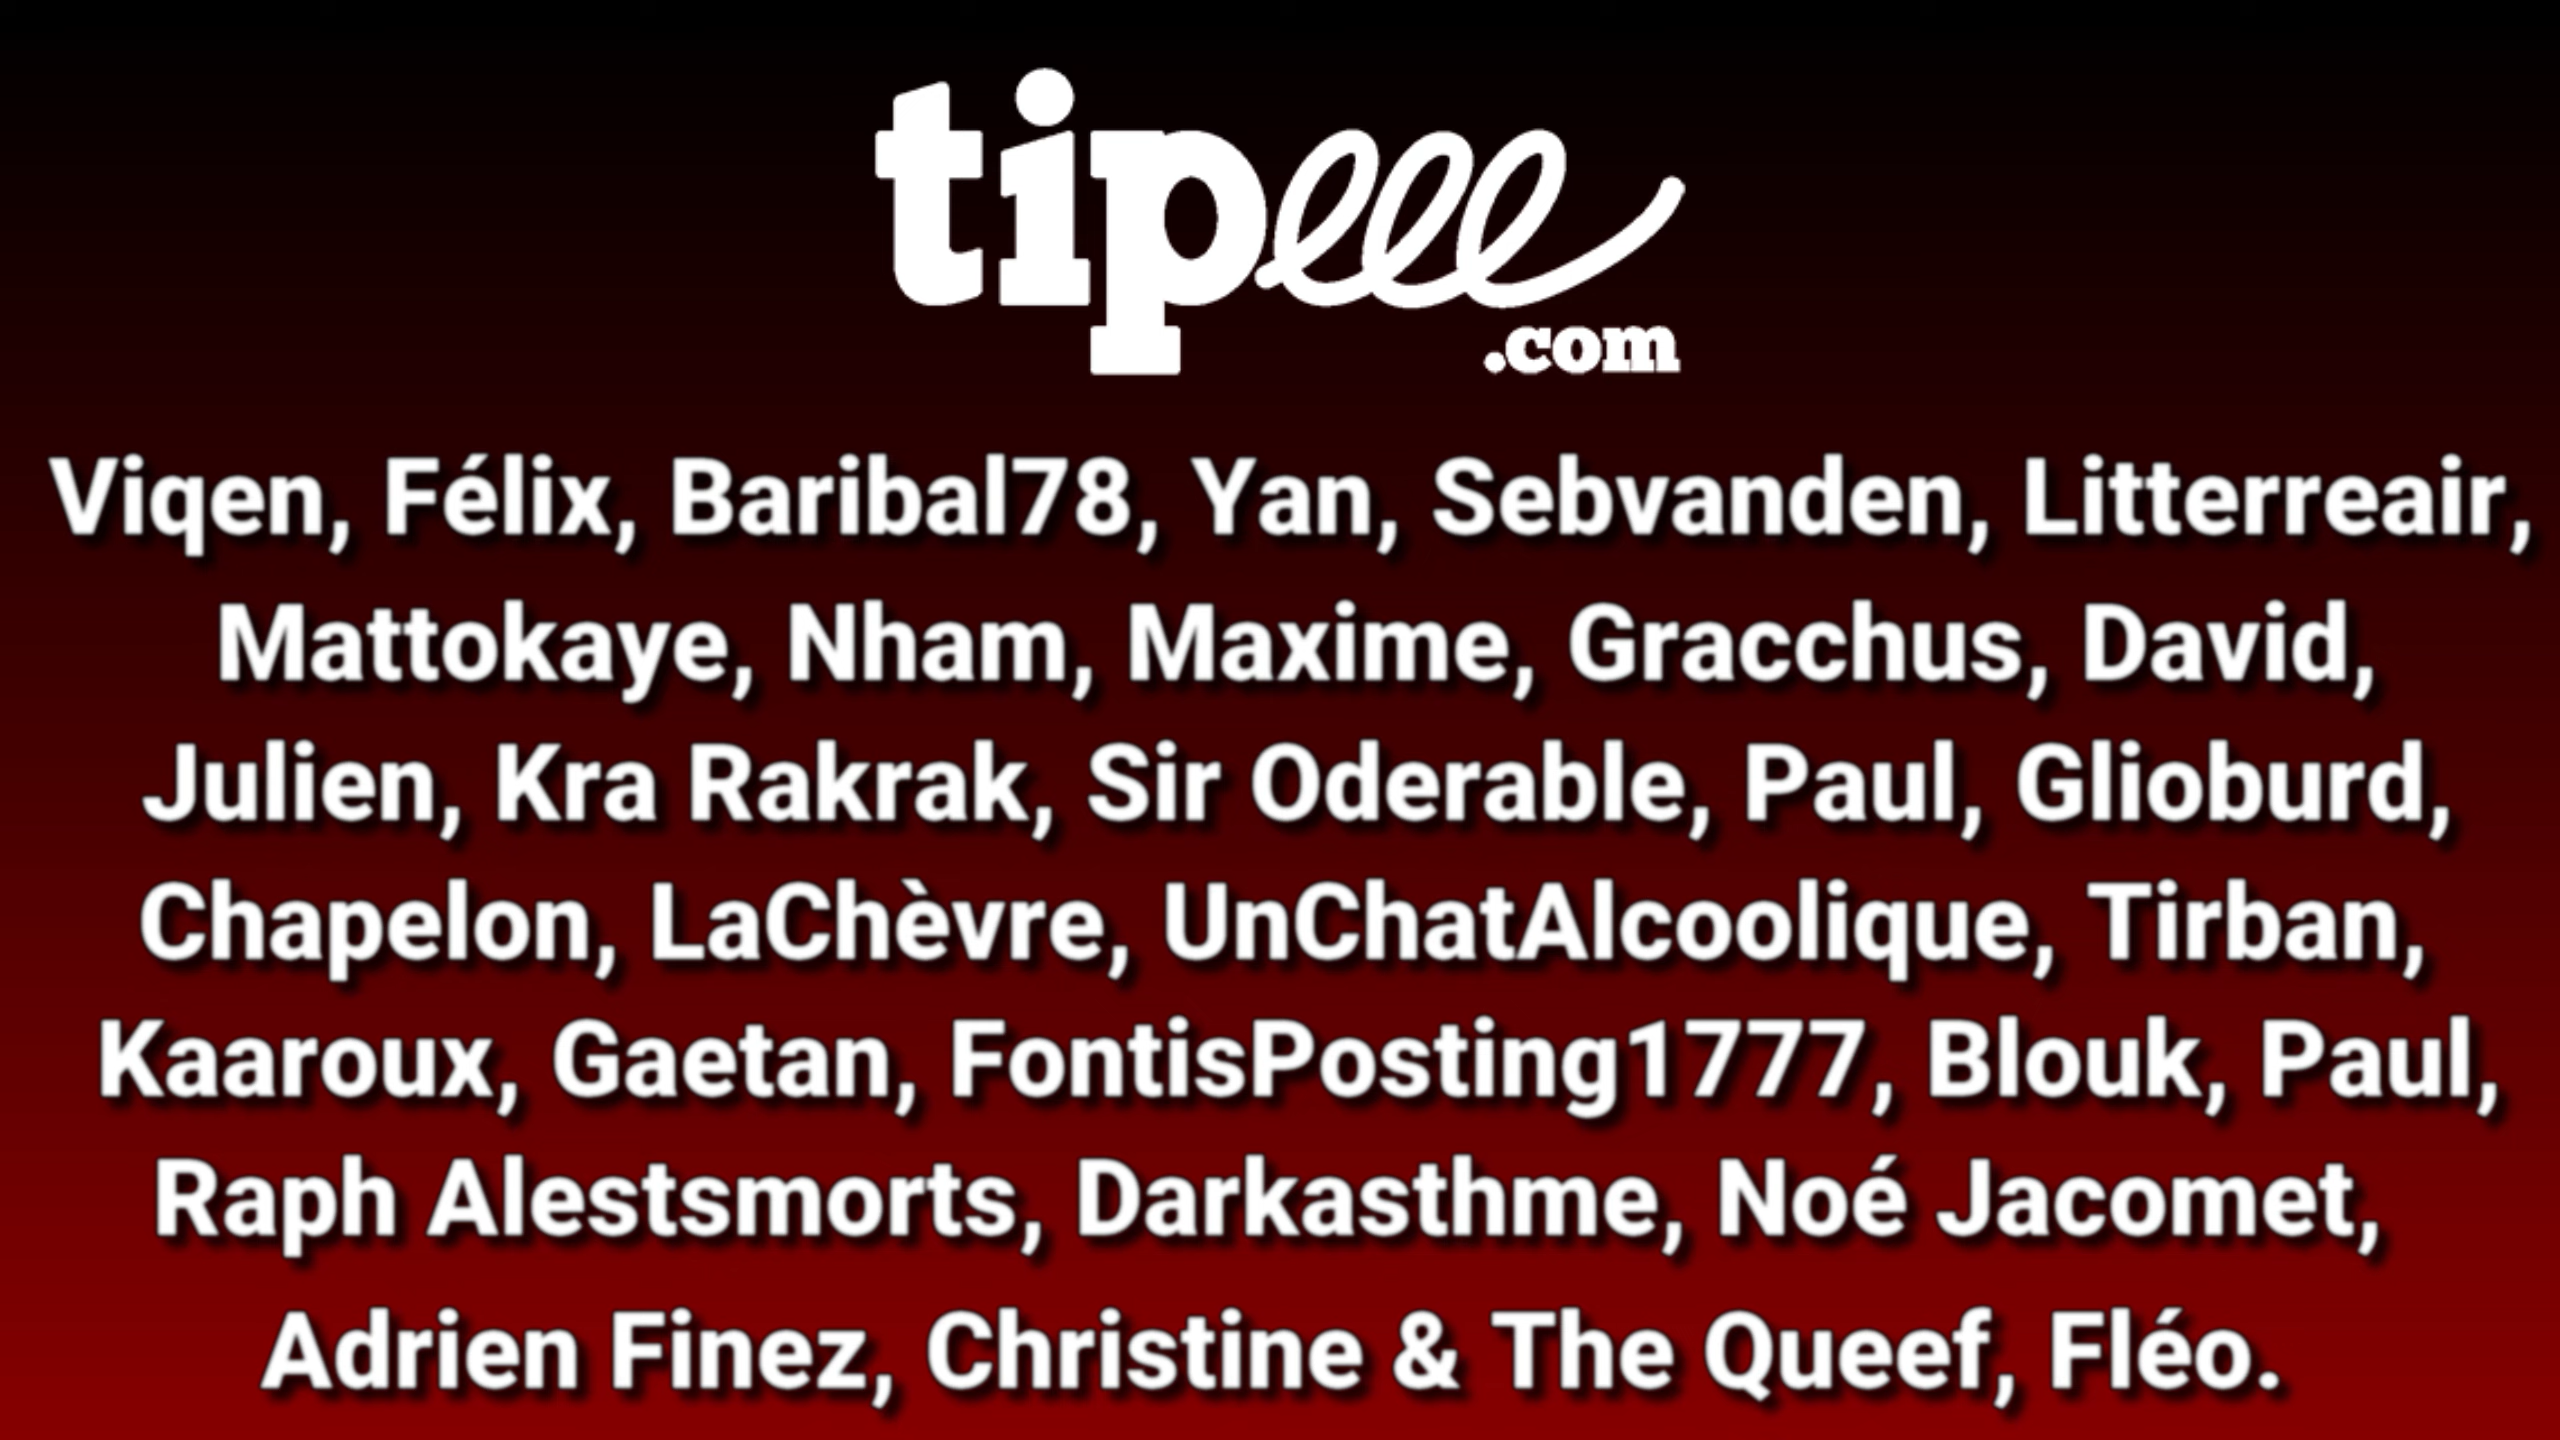 tipeee
.com
Viqen, Félix, Baribal78, Yan, Sebvanden, Litterreair,
Mattokaye, Nham, Maxime, Gracchus, David,
Julien, Kra Rakrak, Sir Oderable, Paul, Glioburd,
Chapelon, LaChèvre, UnChatAlcoolique, Tirban,
Kaaroux, Gaetan, FontisPosting1777, Blouk, Paul,
Raph Alestsmorts, Darkasthme, Noé Jacomet,
Adrien Finez, Christine & The Queef, Fléo.